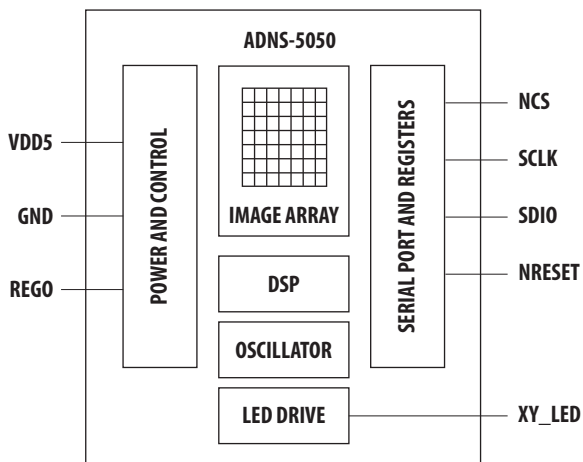 ADNS-5050
VDD5
GND
REGO
POWER AND CONTROL
IMAGE ARRAY
DSP
OSCILLATOR
LED DRIVE
SERIAL PORT AND REGISTERS
NCS
SCLK
SDIO
NRESET
XY_LED